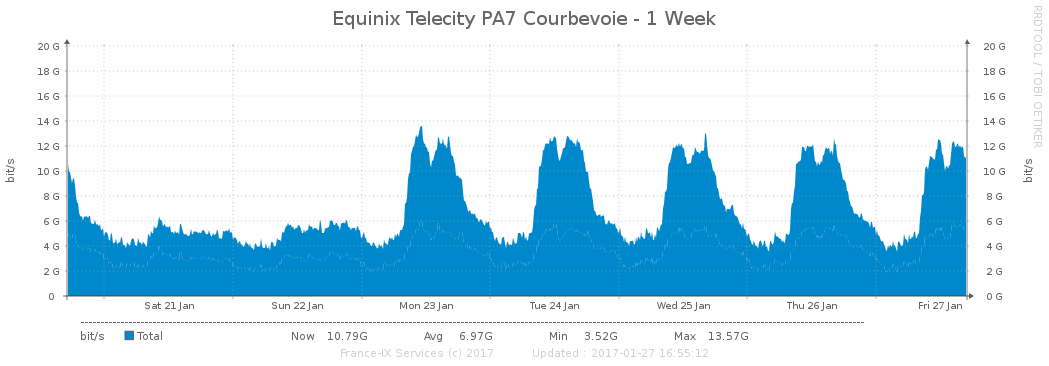 Equinix Telecity PA7 Courbevoie - 1 Week
RRDTOOL / TOBI OETIKER
bit/s
20 G 20 G
18 G 18 G
16 G 16 G
14 G 14 G
12 G 12 G
10 G 10 G
8 G 8 G
6 G 6 G
4 G 4 G
2 G 2 G
0 0 G
bit/s
Sat 21 Jan Sun 22 Jan Mon 23 Jan Tue 24 Jan Wed 25 Jan Thu 26 Jan Fri 27 Jan
bit/s Total Now 10.79G Avg 6.97G Min 3.52G Max 13.57G
France-IX Services (c) 2017 Updated : 2017-01-27 16:55:12